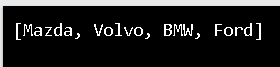 [Mazda, Volvo, BMW, Ford]